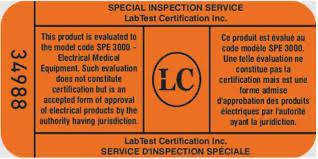 SPECIAL INSPECTION SERVICE
LabTest Certification Inc.
34988
This product is evaluated to
the model code SPE 3000 –
Electrical Medical
Equipment. Such evaluation
does not constitute
certification but is an
accepted form of approval
of electrical products by the
authority having jurisdiction.
LC
Ce produit est évalué au
code modèle SPE 3000.
Une telle évaluation ne
constitue pas la
certification mais est une
forme admise
d'approbation des produits
électriques par l'autorité
ayant la juridiction.
LabTest Certification Inc.
SERVICE D'INSPECTION SPÉCIALE